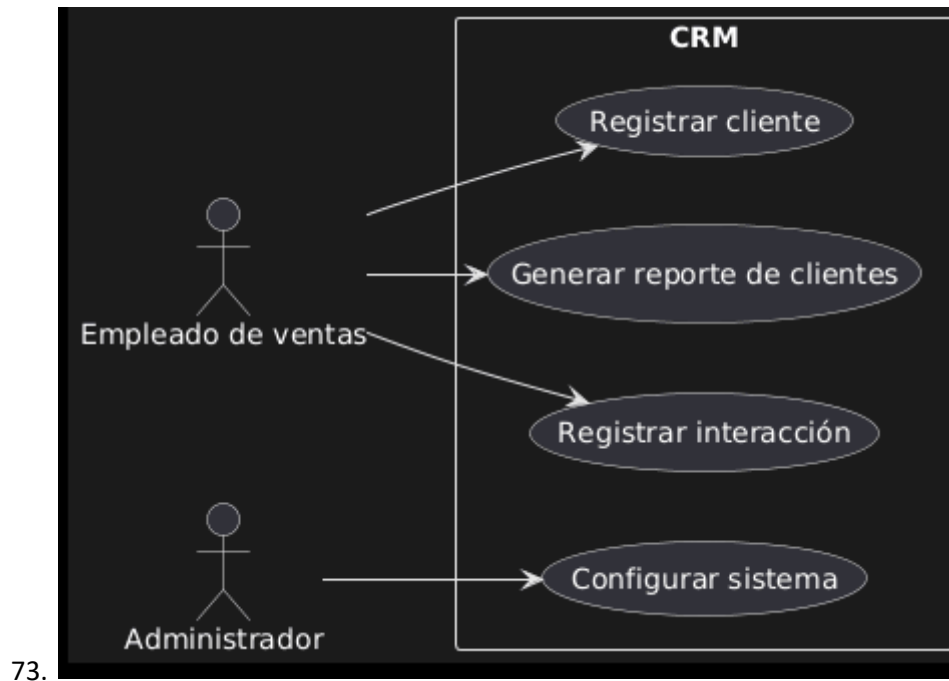 CRM
Registrar cliente
Generar reporte de clientes
Empleado de ventas
Registrar interacción
Configurar sistema
Administrador
73.